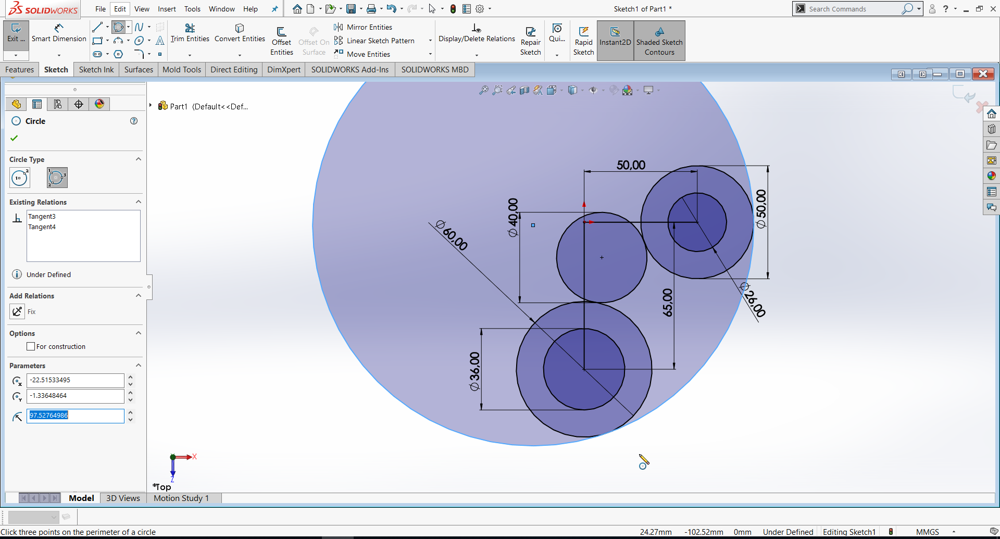 SOLIDWORKS
File Edit View Insert Tools Window Help
Sketch1 of Part1 *
Search Commands
?
Exit ...
Smart Dimension
Trim Entities
Convert Entities
Offset Entities
Offset On Surface
Mirror Entities
Linear Sketch Pattern
Move Entities
Display/Delete Relations
Repair Sketch
Qui...
Rapid Sketch
Instant2D
Shaded Sketch Contours
Features Sketch Sketch Ink Surfaces Mold Tools Direct Editing DimXpert SOLIDWORKS Add-Ins SOLIDWORKS MBD
Part1 (Default<<Def...
Circle
Circle Type
Existing Relations
Tangent3
Tangent4
Under Defined
Add Relations
Fix
Options
For construction
Parameters
-22.51533495
-1.33648464
97.52764986
50,00
∅ 50,00
∅ 40,00
∅ 60,00
65,00
∅ 26,00
∅ 36,00
X
Z
*Top
Model 3D Views Motion Study 1
Click three points on the perimeter of a circle
24.27mm -102.52mm 0mm Under Defined Editing Sketch1 MMGS